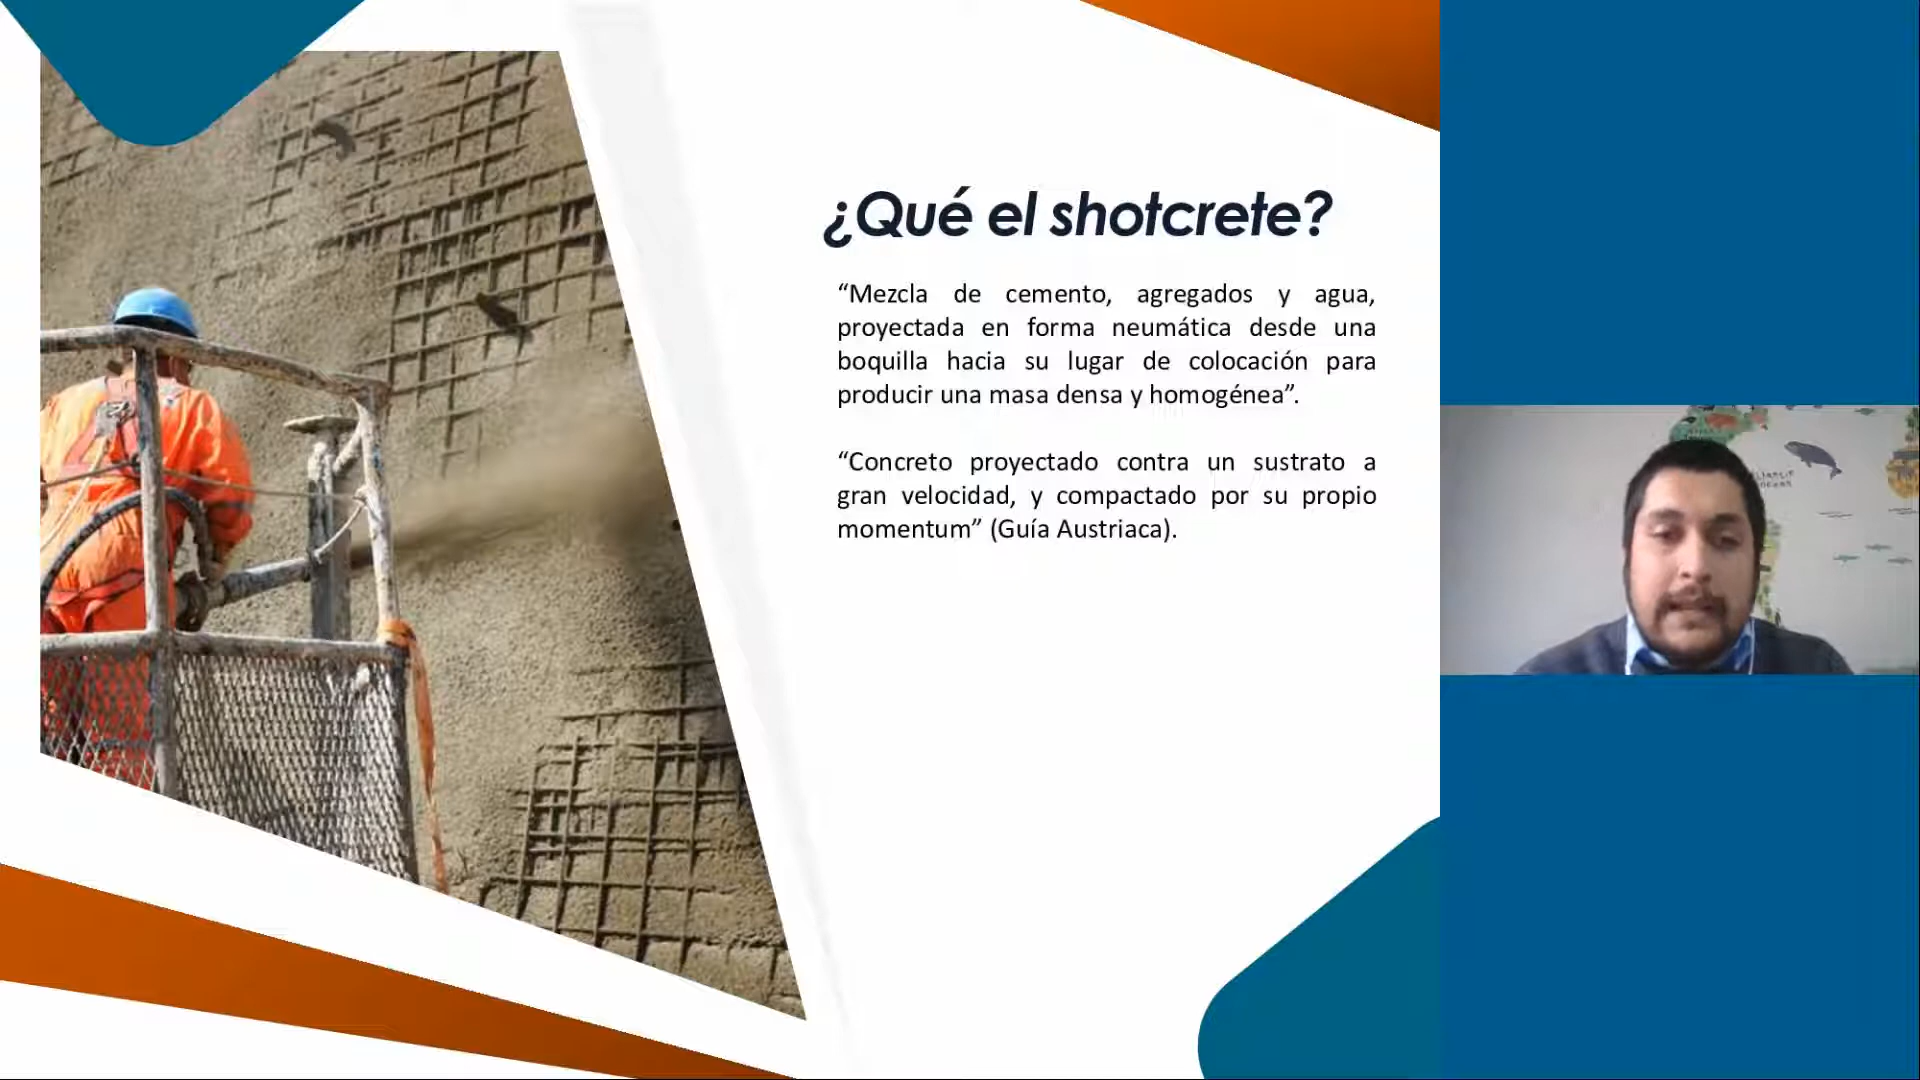 ¿Qué el shotcrete?
“Mezcla de cemento, agregados y agua,
proyectada en forma neumática desde una
boquilla hacia su lugar de colocación para
producir una masa densa y homogénea”.
“Concreto proyectado contra un sustrato a
gran velocidad, y compactado por su propio
momentum” (Guía Austriaca).